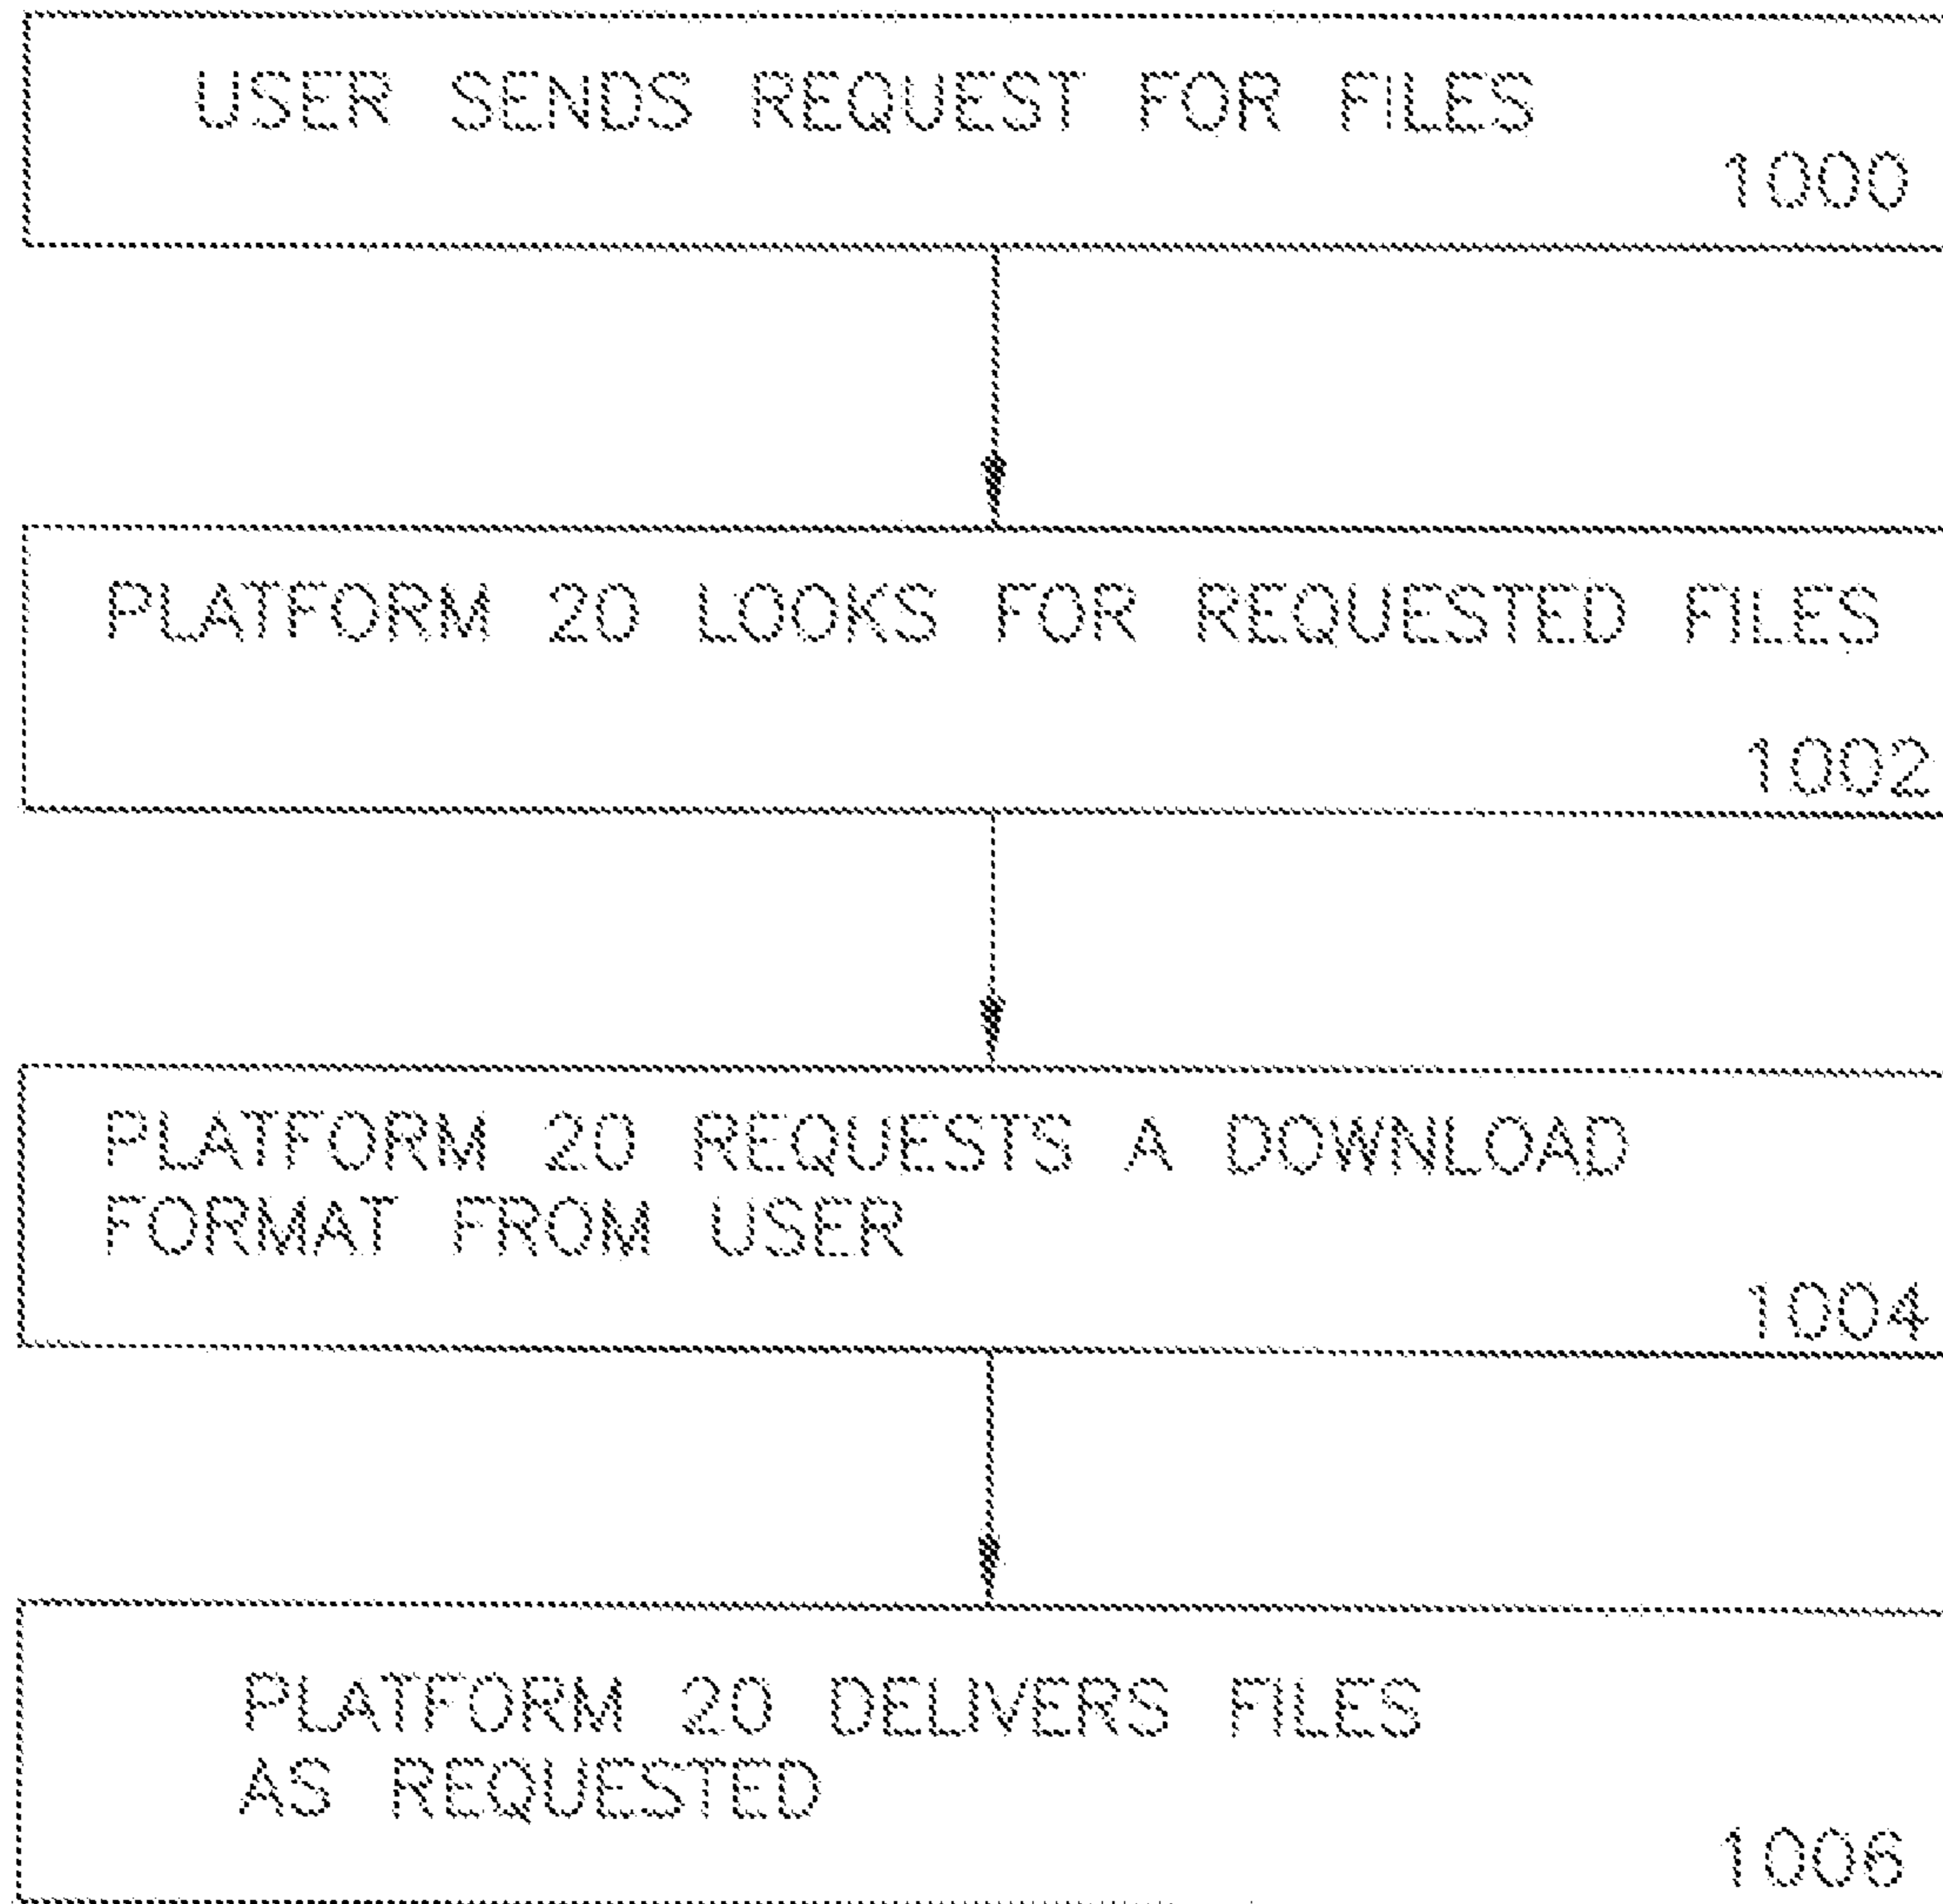 USER SENDS REQUEST FOR FILES
1000
PLATFORM 20 LOOKS FOR REQUESTED FILES
1002
PLATFORM 20 REQUESTS A DOWNLOAD
FORMAT FROM USER
1004
PLATFORM 20 DELIVERS FILES
AS REQUESTED
1006